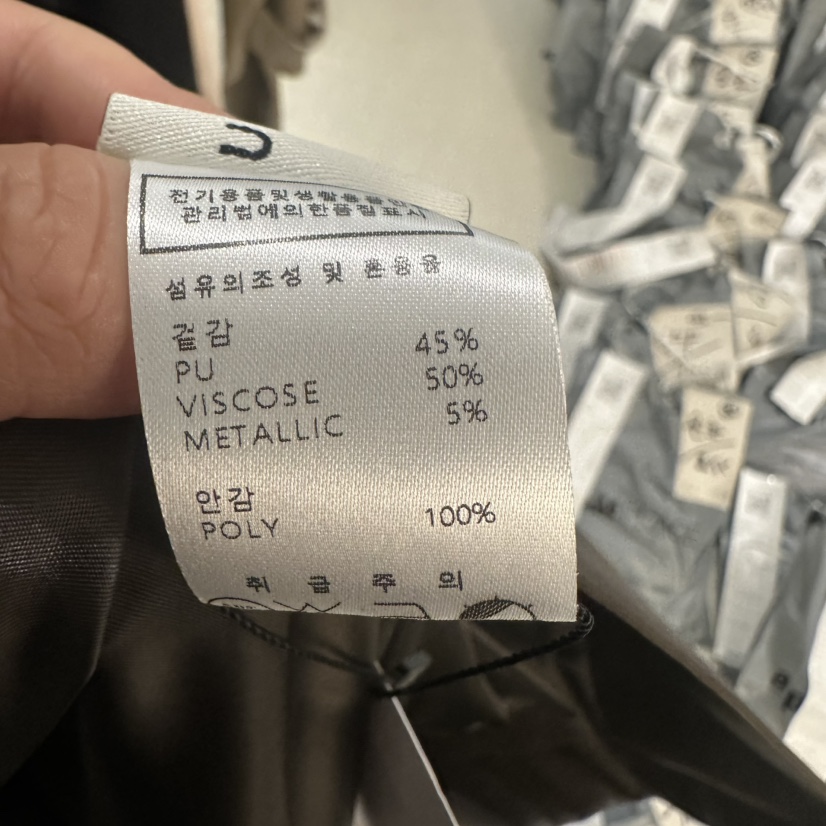 전기용품및생활용품안
관리법에의한품질표시
섬유의조성 및 혼용율
겉감
PU 45%
VISCOSE 50%
METALLIC 5%
안감
POLY 100%
취 급 주 의